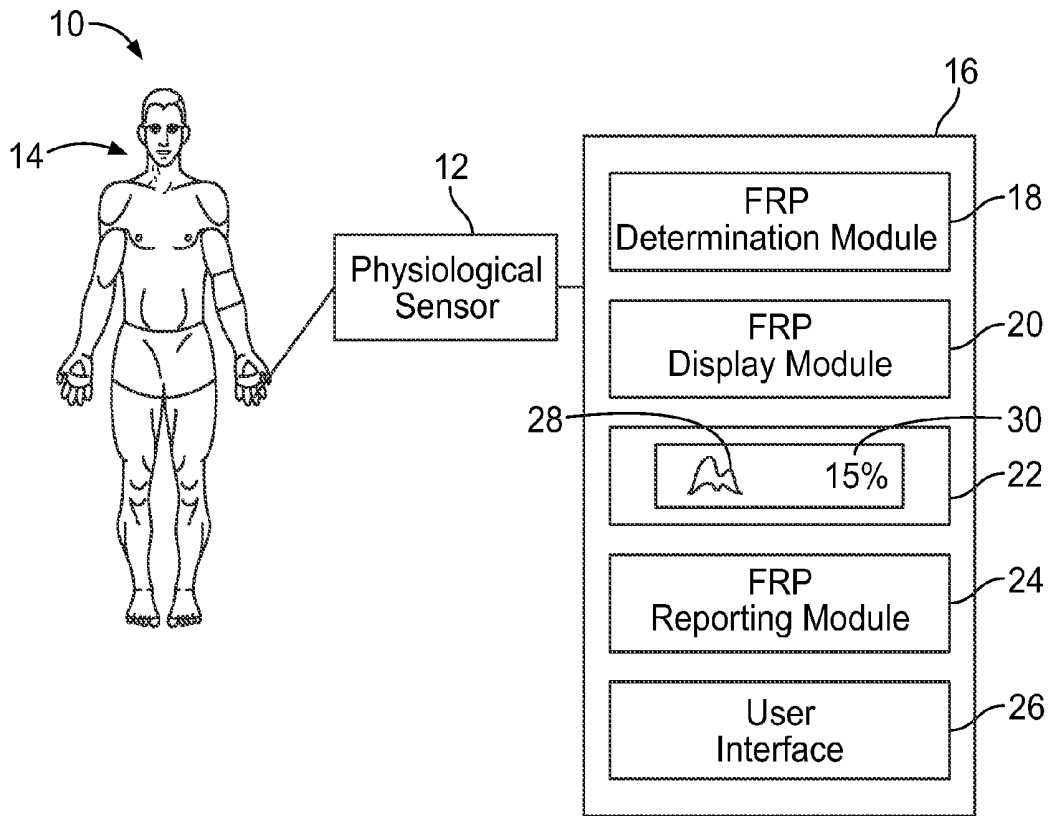 10
16
14
12
FRP
Determination Module
18
Physiological
Sensor
FRP
Display Module
20
28
30
15%
22
FRP
Reporting Module
24
User
Interface
26